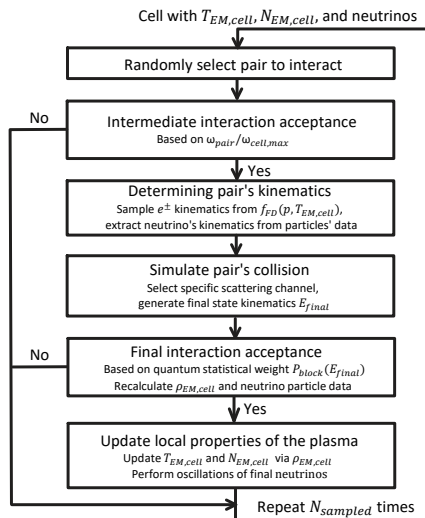 Cell with T_{EM,cell}, N_{EM,cell}, and neutrinos
Randomly select pair to interact
No
Intermediate interaction acceptance
Based on ω_{pair}/ω_{cell,max}
Yes
Determining pair's kinematics
Sample e^± kinematics from f_{FD}(p, T_{EM,cell}),
extract neutrino's kinematics from particles' data
Simulate pair's collision
Select specific scattering channel,
generate final state kinematics E_{final}
No
Final interaction acceptance
Based on quantum statistical weight P_{block}(E_{final})
Recalculate ρ_{EM,cell} and neutrino particle data
Yes
Update local properties of the plasma
Update T_{EM,cell} and N_{EM,cell} via ρ_{EM,cell}
Perform oscillations of final neutrinos
Repeat N_{sampled} times